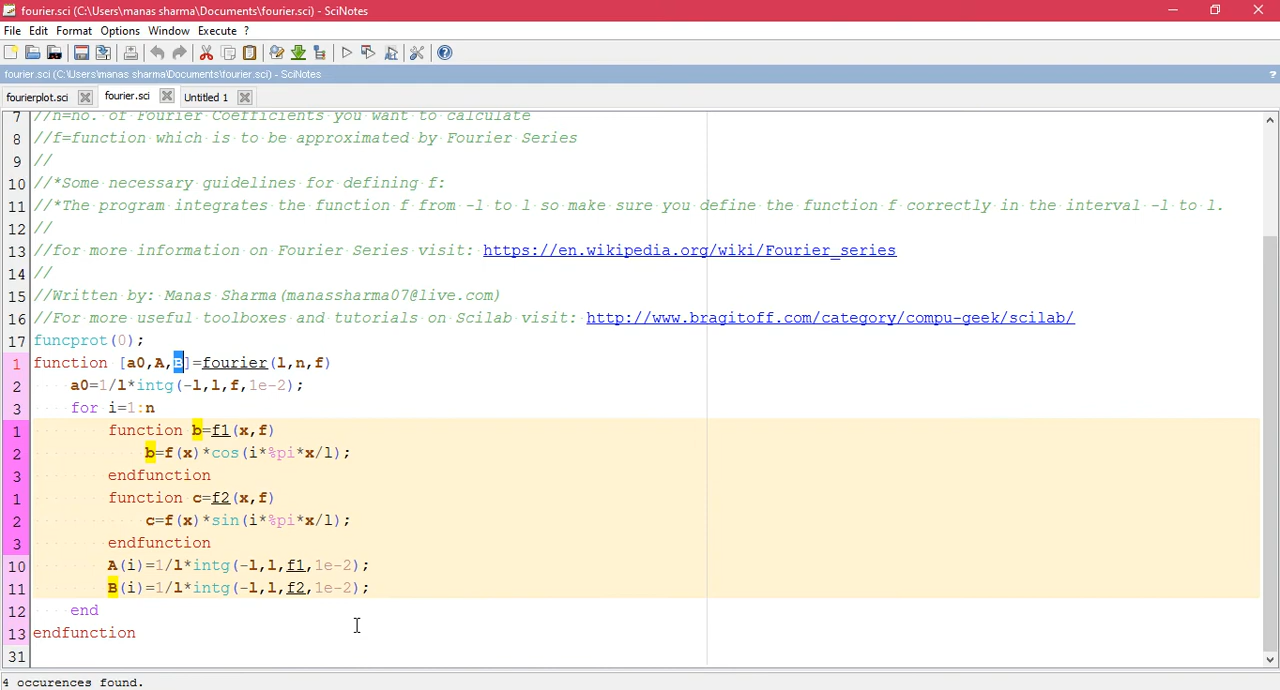 fourier.sci (C:\Users\manas sharma\Documents\fourier.sci) - SciNotes
File Edit Format Options Window Execute ?
fourier.sci (C:\Users\manas sharma\Documents\fourier.sci) - SciNotes ?
fourierplot.sci fourier.sci Untitled 1
7 //n=no. of Fourier Coefficients you want to calculate
8 //f=function which is to be approximated by Fourier Series
9 //
10 //*Some necessary guidelines for defining f:
11 //*The program integrates the function f from -l to l so make sure you define the function f correctly in the interval -l to l.
12 //
13 //for more information on Fourier Series visit: https://en.wikipedia.org/wiki/Fourier_series
14 //
15 //Written by: Manas Sharma(manassharma07@live.com)
16 //For more useful toolboxes and tutorials on Scilab visit: http://www.bragitoff.com/category/compu-geek/scilab/
17 funcprot(0);
1 function [a0,A,B]=fourier(l,n,f)
2 a0=1/l*intg(-l,l,f,1e-2);
3 for i=1:n
1 function b=f1(x,f)
2 b=f(x)*cos(i*%pi*x/l);
3 endfunction
1 function c=f2(x,f)
2 c=f(x)*sin(i*%pi*x/l);
3 endfunction
10 A(i)=1/l*intg(-l,l,f1,1e-2);
11 B(i)=1/l*intg(-l,l,f2,1e-2);
12 end
13 endfunction
31
4 occurences found.